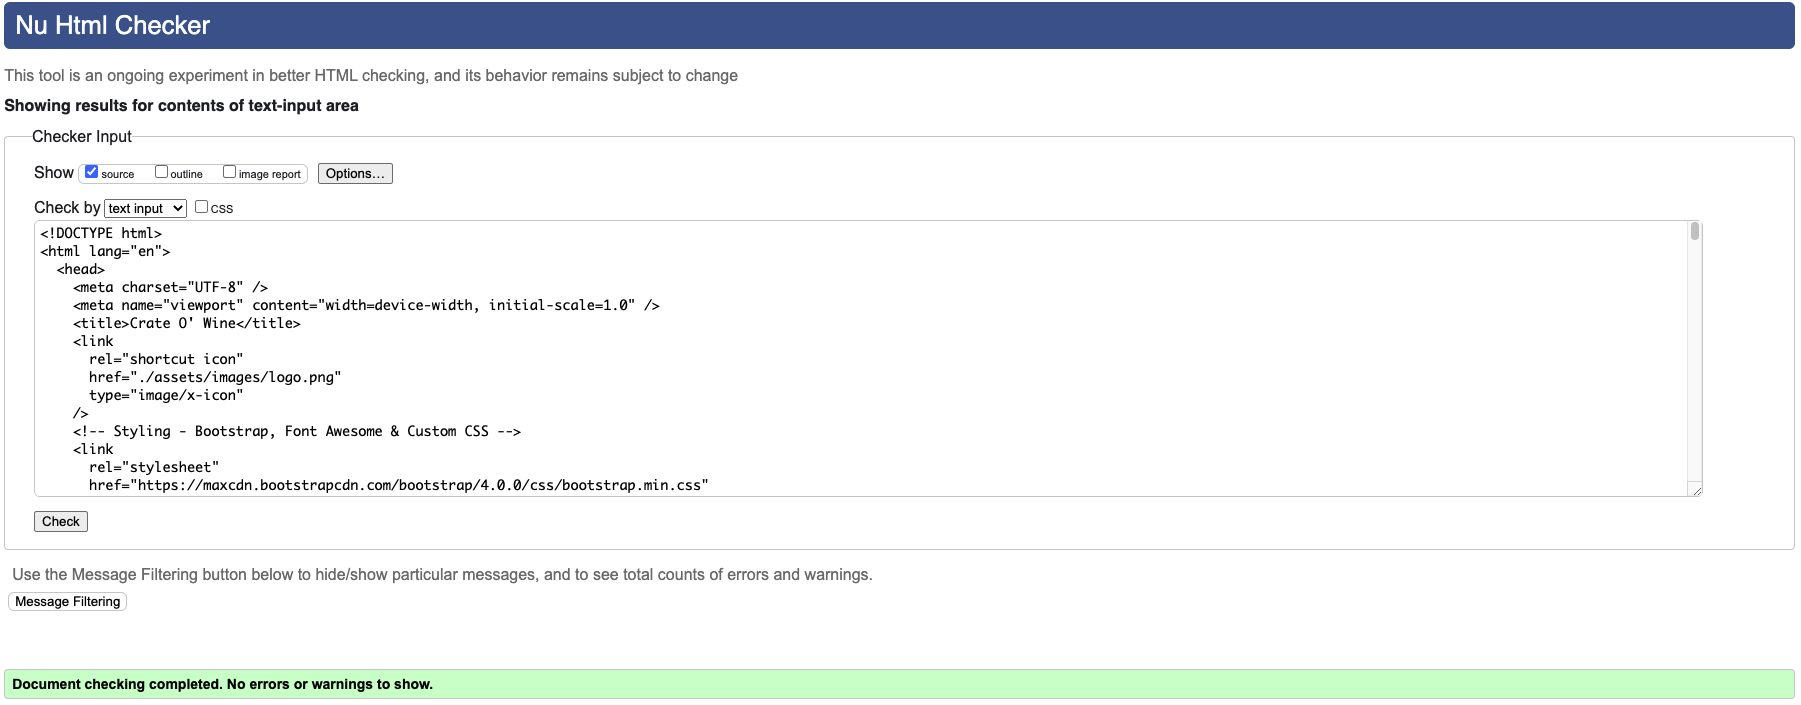 Nu Html Checker
This tool is an ongoing experiment in better HTML checking, and its behavior remains subject to change
Showing results for contents of text-input area
Checker Input
Show source outline image report Options...
Check by text input CSS
<!DOCTYPE html>
<html lang="en">
  <head>
    <meta charset="UTF-8" />
    <meta name="viewport" content="width=device-width, initial-scale=1.0" />
    <title>Crate O' Wine</title>
    <link
      rel="shortcut icon"
      href="./assets/images/logo.png"
      type="image/x-icon"
    />
    <!-- Styling - Bootstrap, Font Awesome & Custom CSS -->
    <link
      rel="stylesheet"
      href="https://maxcdn.bootstrapcdn.com/bootstrap/4.0.0/css/bootstrap.min.css"
Check
Use the Message Filtering button below to hide/show particular messages, and to see total counts of errors and warnings.
Message Filtering
Document checking completed. No errors or warnings to show.